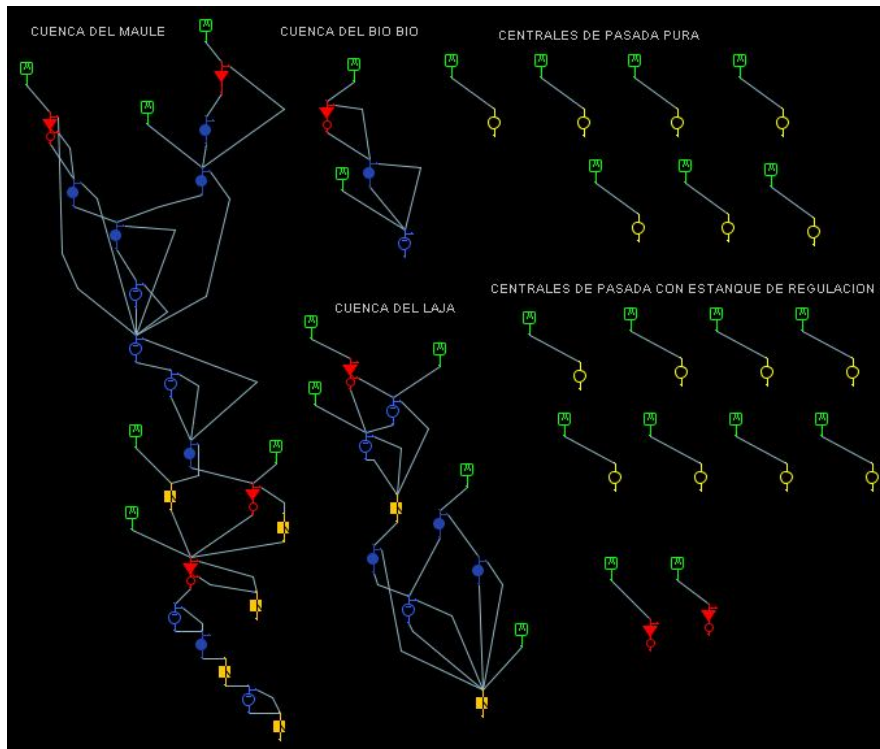 CUENCA DEL MAULE
CUENCA DEL BIO BIO
CENTRALES DE PASADA PURA
CUENCA DEL LAJA
CENTRALES DE PASADA CON ESTANQUE DE REGULACION